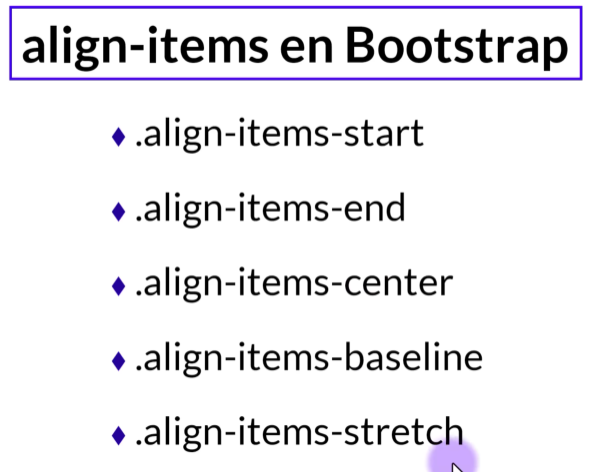 align-items en Bootstrap
.align-items-start
.align-items-end
.align-items-center
.align-items-baseline
.align-items-stretch